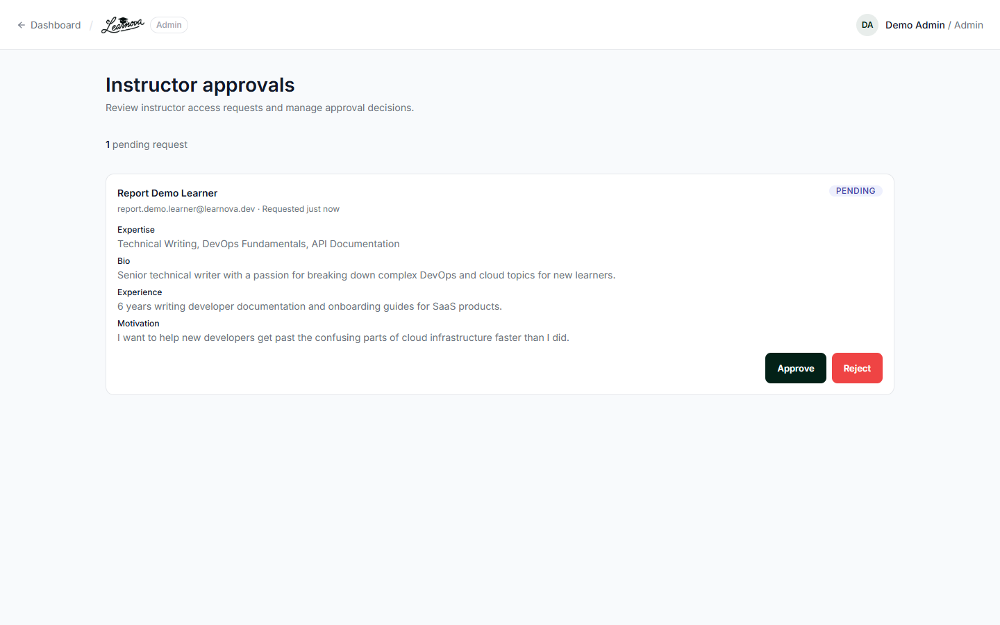 ← Dashboard / Learnova Admin
DA Demo Admin / Admin
Instructor approvals
Review instructor access requests and manage approval decisions.
1 pending request
Report Demo Learner
PENDING
report.demo.learner@learnova.dev · Requested just now
Expertise
Technical Writing, DevOps Fundamentals, API Documentation
Bio
Senior technical writer with a passion for breaking down complex DevOps and cloud topics for new learners.
Experience
6 years writing developer documentation and onboarding guides for SaaS products.
Motivation
I want to help new developers get past the confusing parts of cloud infrastructure faster than I did.
Approve
Reject